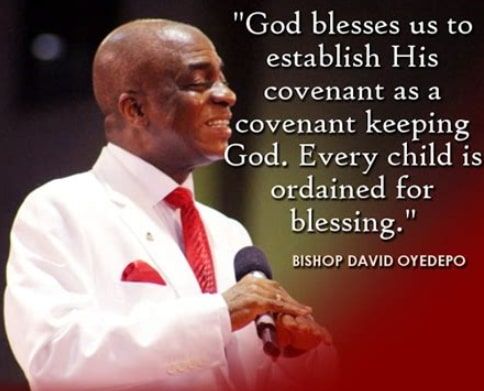 "God blesses us to
establish His
covenant as a
covenant keeping
God. Every child is
ordained for
blessing."
BISHOP DAVID OYEDEPO